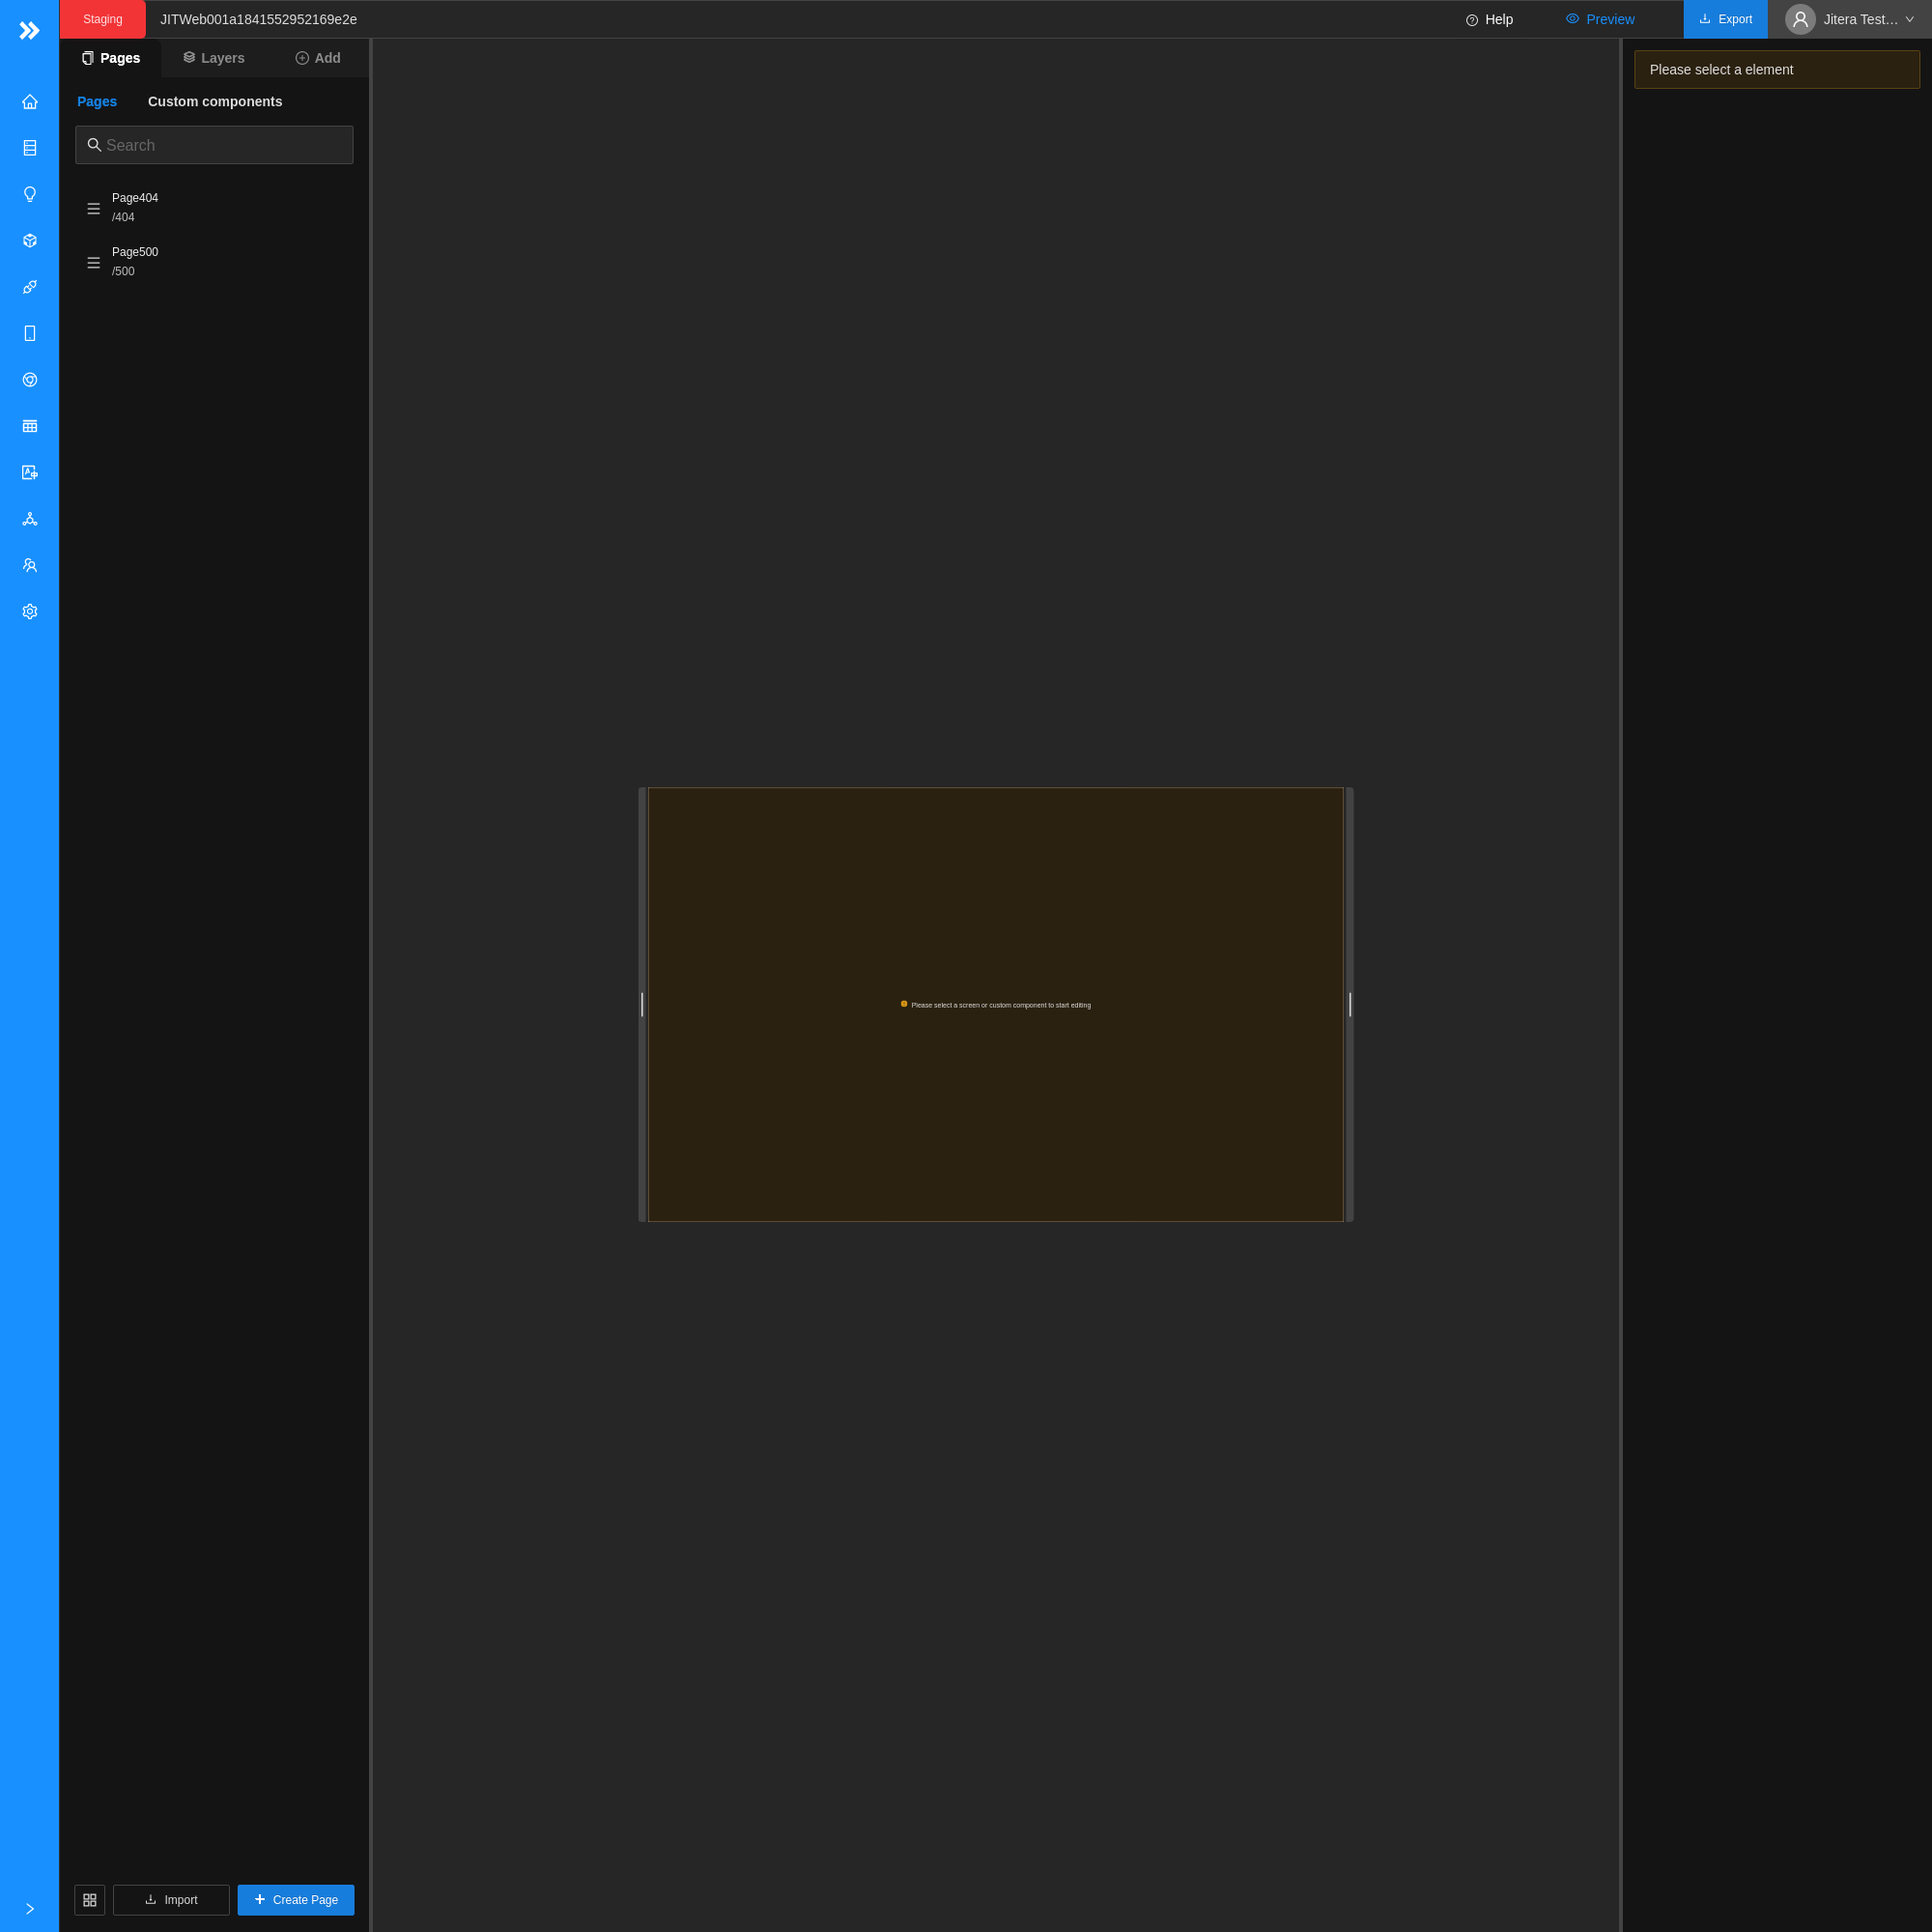 Staging
JITWeb001a1841552952169e2e
Help
Preview
Export
Jitera Test…
Pages
Layers
Add
Please select a element
Pages
Custom components
Search
Page404
/404
Page500
/500
Please select a screen or custom component to start editing
Import
Create Page